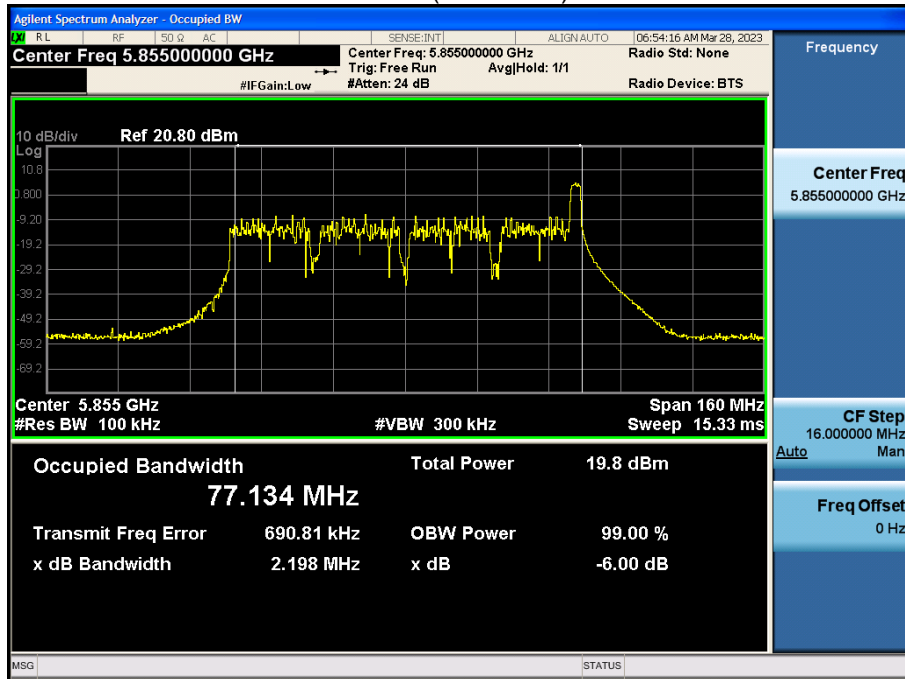 Agilent Spectrum Analyzer - Occupied BW
LXI RL RF 50 Ω AC SENSE:INT ALIGN AUTO 06:54:16 AM Mar 28, 2023
Center Freq 5.855000000 GHz
Center Freq: 5.855000000 GHz
Radio Std: None
Trig: Free Run Avg|Hold: 1/1
#IFGain:Low #Atten: 24 dB Radio Device: BTS
10 dB/div Ref 20.80 dBm
Log
10.8
0.800
-9.20
-19.2
-29.2
-39.2
-49.2
-59.2
-69.2
Center 5.855 GHz Span 160 MHz
#Res BW 100 kHz #VBW 300 kHz Sweep 15.33 ms
Occupied Bandwidth Total Power 19.8 dBm
77.134 MHz
Transmit Freq Error 690.81 kHz OBW Power 99.00 %
x dB Bandwidth 2.198 MHz x dB -6.00 dB
MSG STATUS
Frequency
Center Freq
5.855000000 GHz
CF Step
16.000000 MHz
Auto Man
Freq Offset
0 Hz